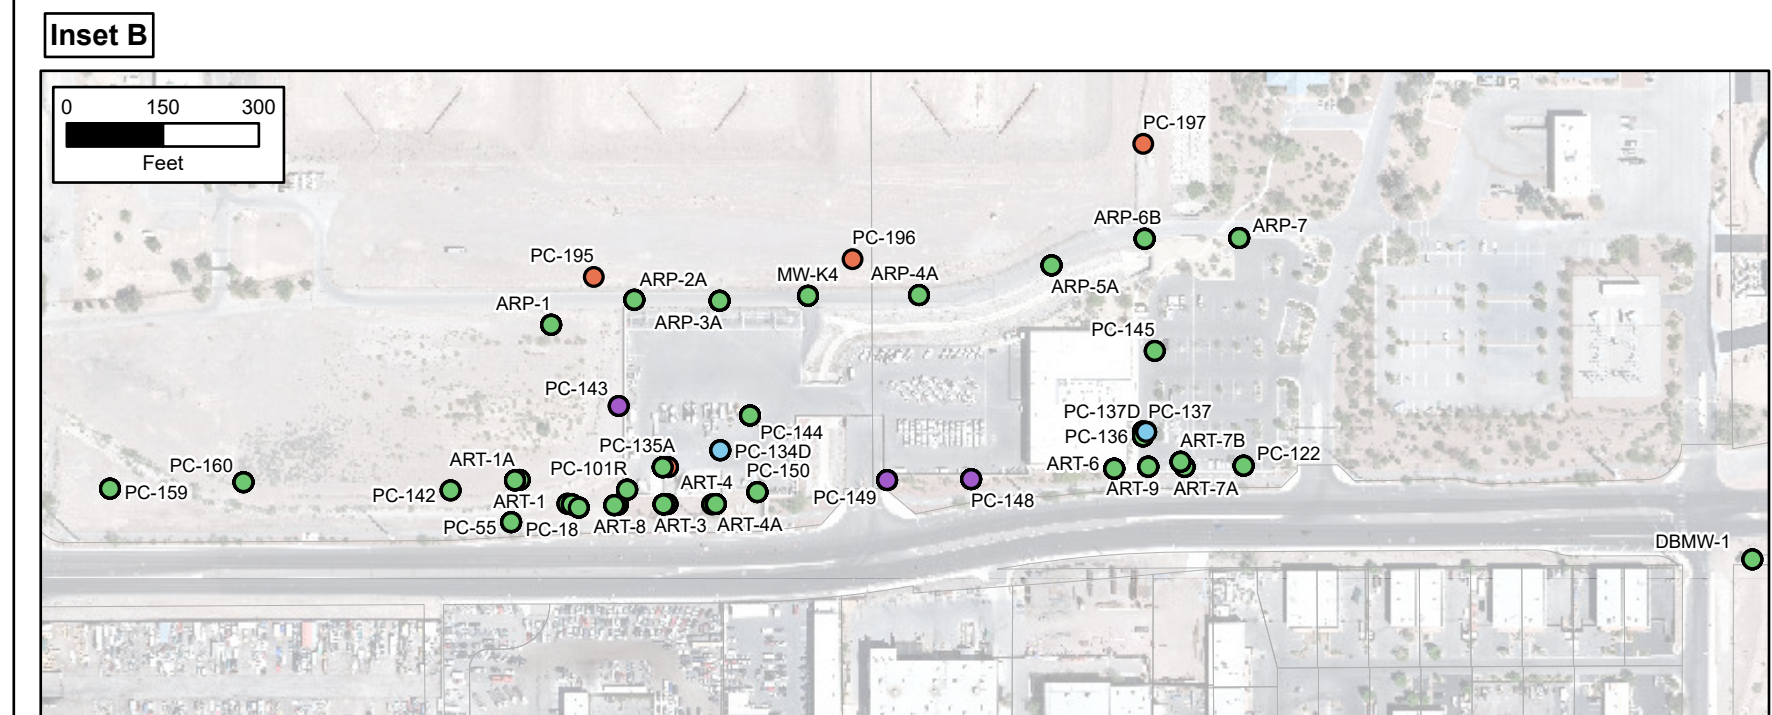 Inset B
0 150 300
Feet
PC-197
ARP-6B
ARP-7
PC-196
PC-195
ARP-2A
MW-K4
ARP-4A
ARP-5A
ARP-1
ARP-3A
PC-145
PC-143
PC-137D
PC-137
PC-144
PC-136
PC-135A
ART-7B
PC-134D
PC-122
ART-1A
PC-160
PC-101R
PC-150
ART-6
ART-4
PC-159
PC-142
ART-1
ART-9
ART-7A
PC-149
PC-148
PC-55
PC-18
ART-8
ART-3
ART-4A
DBMW-1